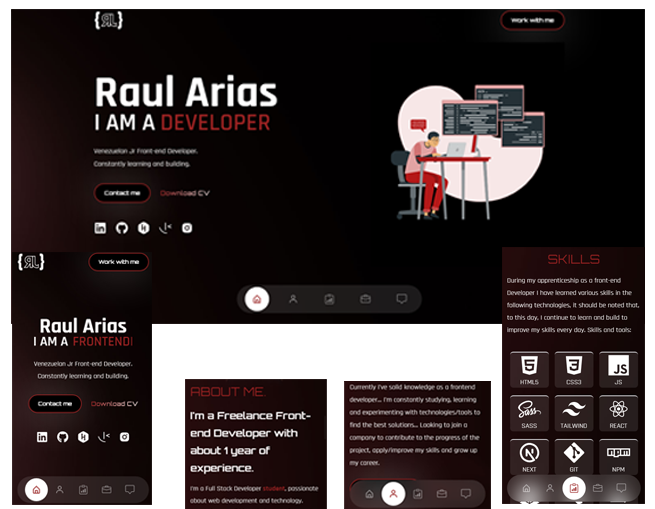 {RL}
Work with me
Raul Arias
I AM A DEVELOPER
Venezuelan Jr Front-end Developer.
Constantly learning and building.
Contact me
Download CV
{RL}
Work with me
Raul Arias
I AM A FRONTEND|
Venezuelan Jr Front-end Developer.
Constantly learning and building.
Contact me
Download CV
ABOUT ME.
I'm a Freelance Front-
end Developer with
about 1 year of
experience.
I'm a Full Stack Developer student, passionate
about web development and technology.
Currently I've solid knowledge as a frontend
developer... I'm constantly studying, learning
and experimenting with technologies/tools to
find the best solutions... Looking to join a
company to contribute to the progress of the
project, apply/improve my skills and grow up
my career.
SKILLS
During my apprenticeship as a front-end
Developer I have learned various skills in the
following technologies, it should be noted that,
to this day, I continue to learn and build to
improve my skills every day. Skills and tools:
HTML5
CSS3
JS
JS
SASS
TAILWIND
REACT
NEXT
GIT
npm
NPM